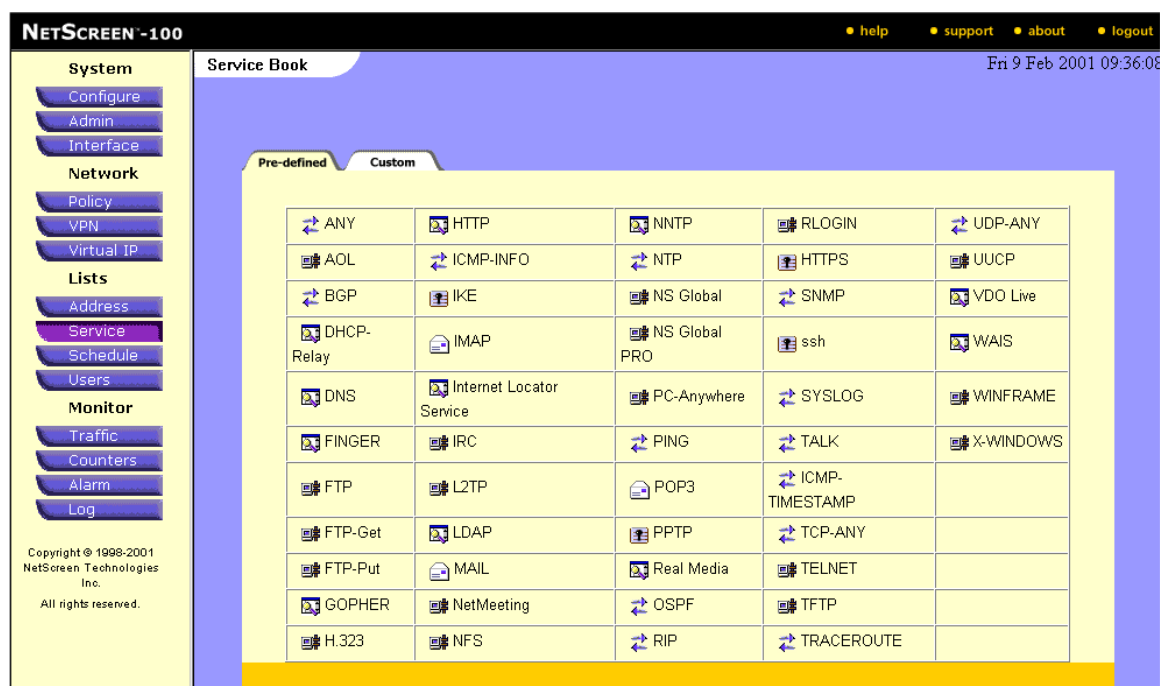 NETSCREEN™-100
help support about logout
System
Configure
Admin
Interface
Network
Policy
VPN
Virtual IP
Lists
Address
Service
Schedule
Users
Monitor
Traffic
Counters
Alarm
Log
Copyright © 1998-2001
NetScreen Technologies
Inc.
All rights reserved.
Service Book
Fri 9 Feb 2001 09:36:08
Pre-defined Custom
ANY HTTP NNTP RLOGIN UDP-ANY
AOL ICMP-INFO NTP HTTPS UUCP
BGP IKE NS Global SNMP VDO Live
DHCP-
Relay IMAP NS Global
PRO ssh WAIS
DNS Internet Locator
Service PC-Anywhere SYSLOG WINFRAME
FINGER IRC PING TALK X-WINDOWS
FTP L2TP POP3 ICMP-
TIMESTAMP
FTP-Get LDAP PPTP TCP-ANY
FTP-Put MAIL Real Media TELNET
GOPHER NetMeeting OSPF TFTP
H.323 NFS RIP TRACEROUTE